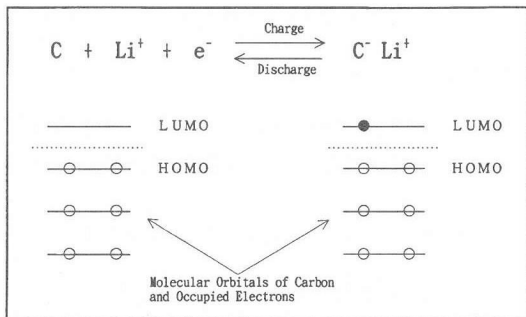 Charge
C + Li⁺ + e⁻ C⁻ Li⁺
Discharge
LUMO LUMO
HOMO HOMO
Molecular Orbitals of Carbon
and Occupied Electrons